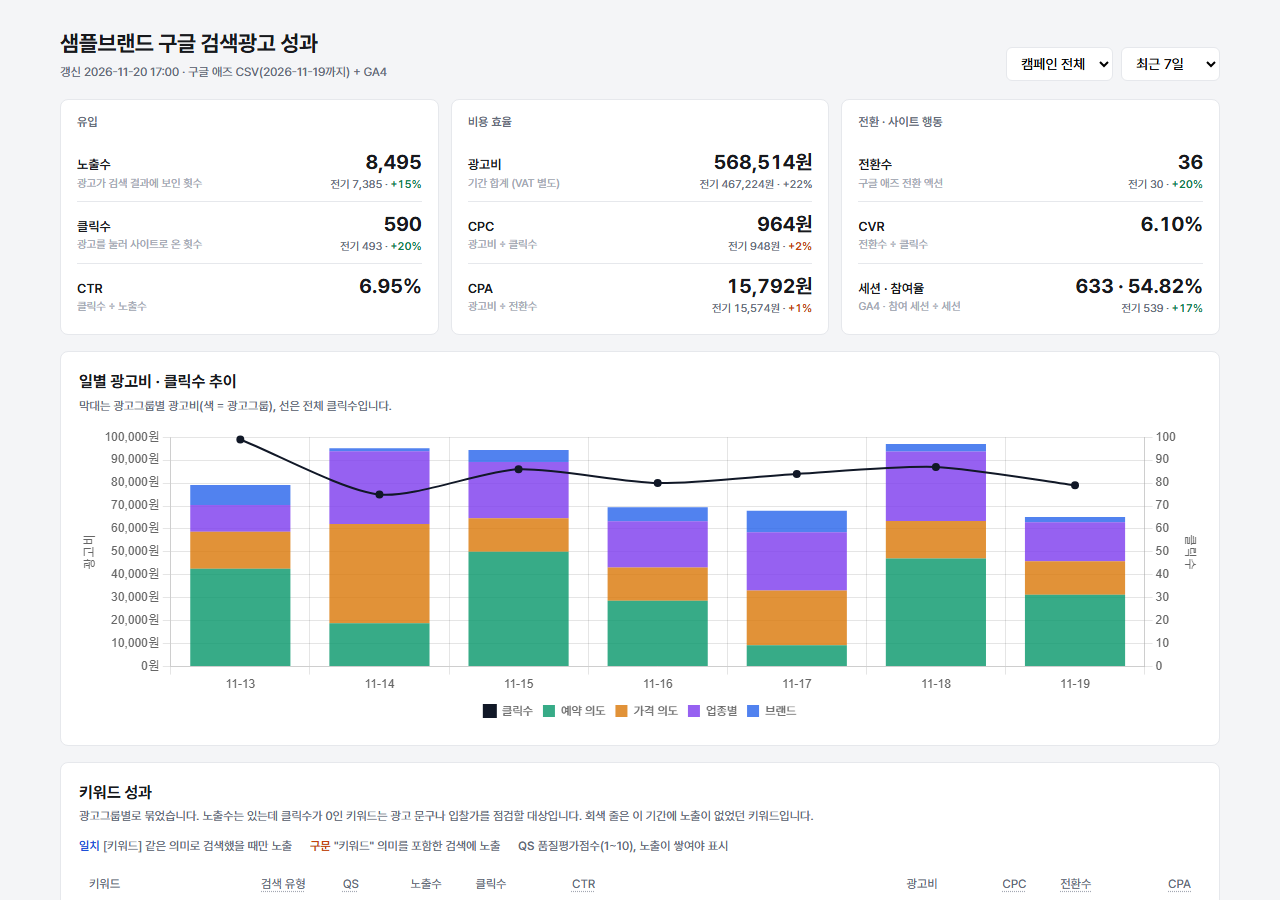 샘플브랜드 구글 검색광고 성과
갱신 2026-11-20 17:00 · 구글 애즈 CSV(2026-11-19까지) + GA4
캠페인 전체
최근 7일
유입
노출수 8,495
광고가 검색 결과에 보인 횟수 전기 7,385 · +15%
클릭수 590
광고를 눌러 사이트로 온 횟수 전기 493 · +20%
CTR 6.95%
클릭수 ÷ 노출수
비용 효율
광고비 568,514원
기간 합계 (VAT 별도) 전기 467,224원 · +22%
CPC 964원
광고비 ÷ 클릭수 전기 948원 · +2%
CPA 15,792원
광고비 ÷ 전환수 전기 15,574원 · +1%
전환 · 사이트 행동
전환수 36
구글 애즈 전환 액션 전기 30 · +20%
CVR 6.10%
전환수 ÷ 클릭수
세션 · 참여율 633 · 54.82%
GA4 · 참여 세션 ÷ 세션 전기 539 · +17%
일별 광고비 · 클릭수 추이
막대는 광고그룹별 광고비(색 = 광고그룹), 선은 전체 클릭수입니다.
광고비
100,000원
90,000원
80,000원
70,000원
60,000원
50,000원
40,000원
30,000원
20,000원
10,000원
0원
100
90
80
70
60
50
40
30
20
10
0
클릭수
11-13 11-14 11-15 11-16 11-17 11-18 11-19
클릭수 예약 의도 가격 의도 업종별 브랜드
키워드 성과
광고그룹별로 묶었습니다. 노출수는 있는데 클릭수가 0인 키워드는 광고 문구나 입찰가를 점검할 대상입니다. 회색 줄은 이 기간에 노출이 없었던 키워드입니다.
일치 [키워드] 같은 의미로 검색했을 때만 노출 구문 "키워드" 의미를 포함한 검색에 노출 QS 품질평가점수(1~10), 노출이 쌓여야 표시
키워드 검색 유형 QS 노출수 클릭수 CTR 광고비 CPC 전환수 CPA